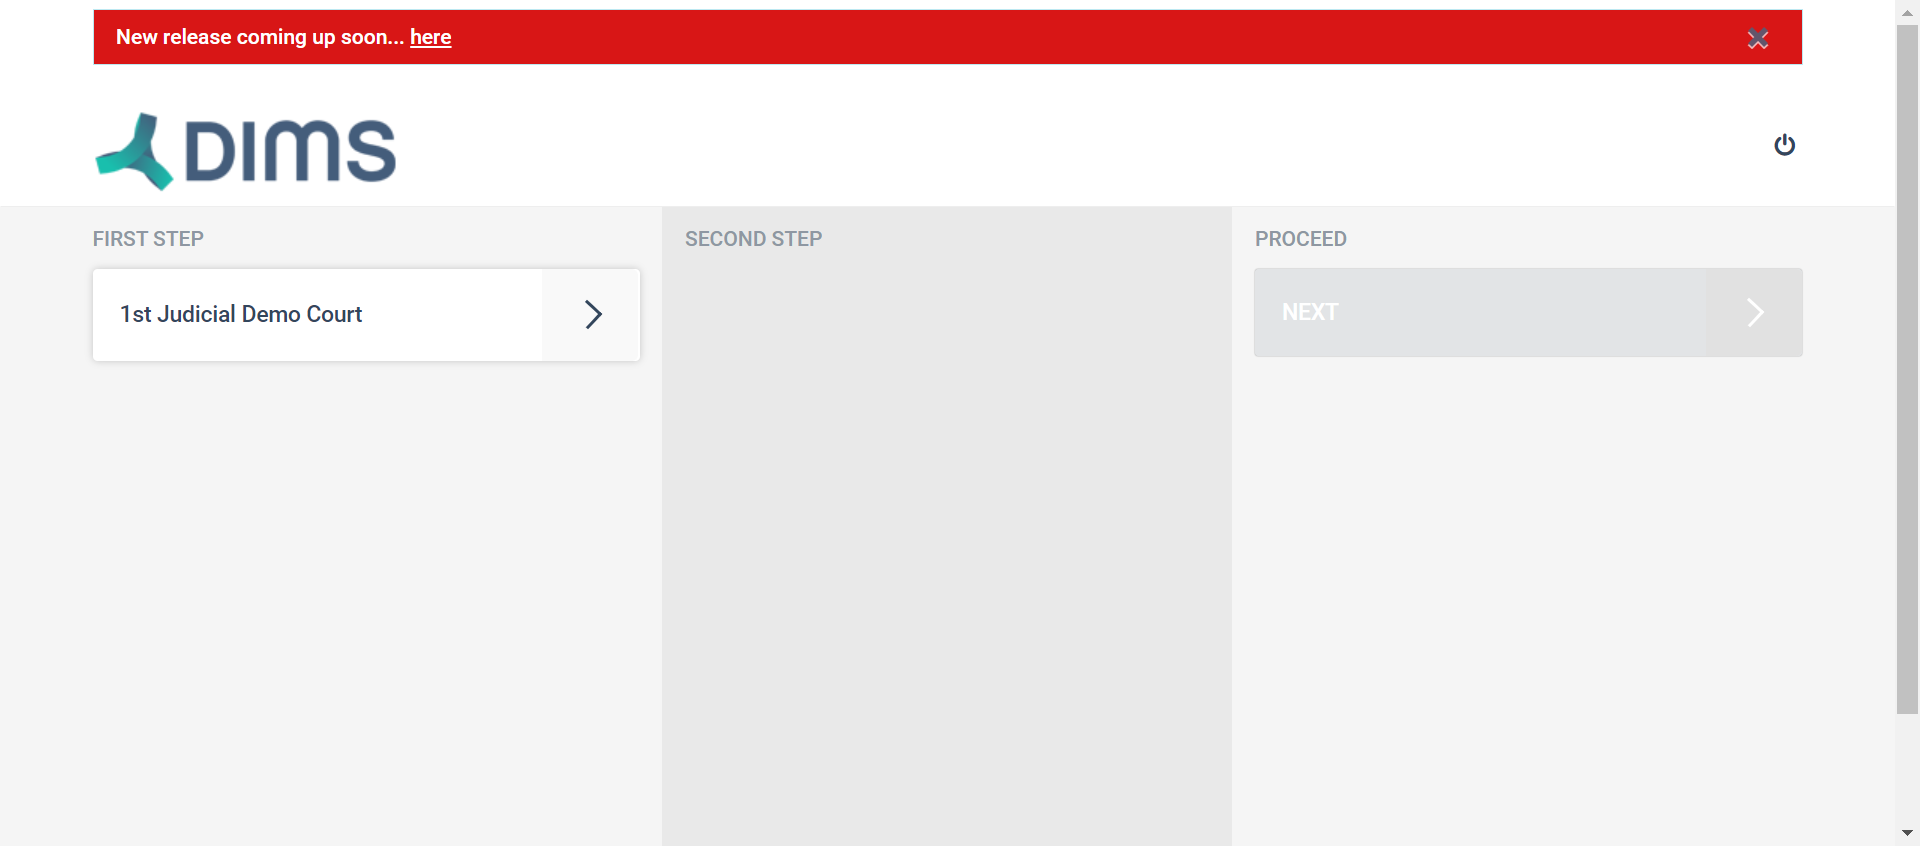 New release coming up soon... here
DIMS
FIRST STEP
1st Judicial Demo Court
SECOND STEP
PROCEED
NEXT